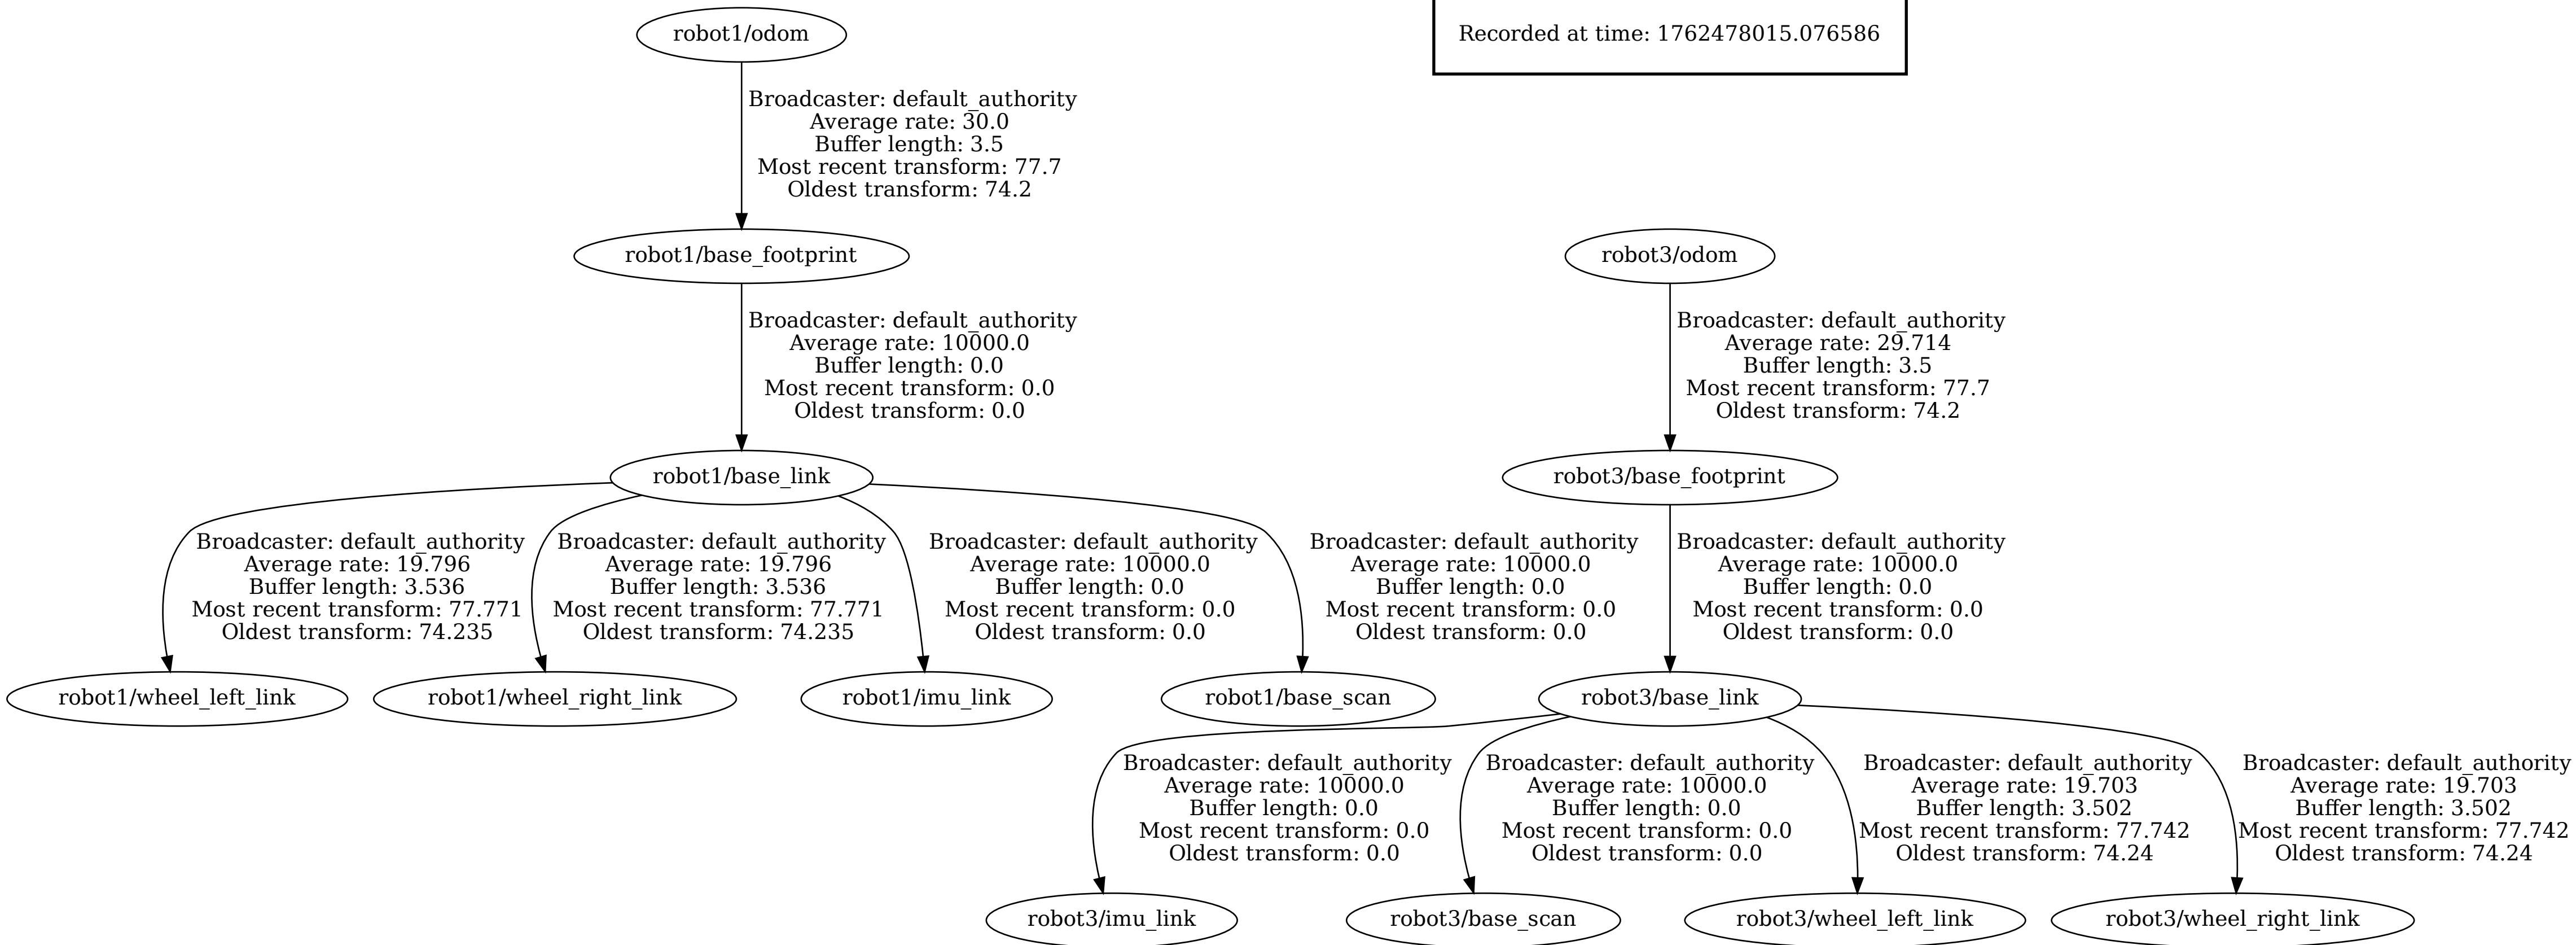 robot1/odom
Recorded at time: 1762478015.076586
Broadcaster: default_authority
Average rate: 30.0
Buffer length: 3.5
Most recent transform: 77.7
Oldest transform: 74.2
robot1/base_footprint
robot3/odom
Broadcaster: default_authority
Average rate: 10000.0
Buffer length: 0.0
Most recent transform: 0.0
Oldest transform: 0.0
Broadcaster: default_authority
Average rate: 29.714
Buffer length: 3.5
Most recent transform: 77.7
Oldest transform: 74.2
robot1/base_link
robot3/base_footprint
Broadcaster: default_authority
Average rate: 19.796
Buffer length: 3.536
Most recent transform: 77.771
Oldest transform: 74.235
Broadcaster: default_authority
Average rate: 19.796
Buffer length: 3.536
Most recent transform: 77.771
Oldest transform: 74.235
Broadcaster: default_authority
Average rate: 10000.0
Buffer length: 0.0
Most recent transform: 0.0
Oldest transform: 0.0
Broadcaster: default_authority
Average rate: 10000.0
Buffer length: 0.0
Most recent transform: 0.0
Oldest transform: 0.0
Broadcaster: default_authority
Average rate: 10000.0
Buffer length: 0.0
Most recent transform: 0.0
Oldest transform: 0.0
robot1/wheel_left_link
robot1/wheel_right_link
robot1/imu_link
robot1/base_scan
robot3/base_link
Broadcaster: default_authority
Average rate: 10000.0
Buffer length: 0.0
Most recent transform: 0.0
Oldest transform: 0.0
Broadcaster: default_authority
Average rate: 10000.0
Buffer length: 0.0
Most recent transform: 0.0
Oldest transform: 0.0
Broadcaster: default_authority
Average rate: 19.703
Buffer length: 3.502
Most recent transform: 77.742
Oldest transform: 74.24
Broadcaster: default_authority
Average rate: 19.703
Buffer length: 3.502
Most recent transform: 77.742
Oldest transform: 74.24
robot3/imu_link
robot3/base_scan
robot3/wheel_left_link
robot3/wheel_right_link